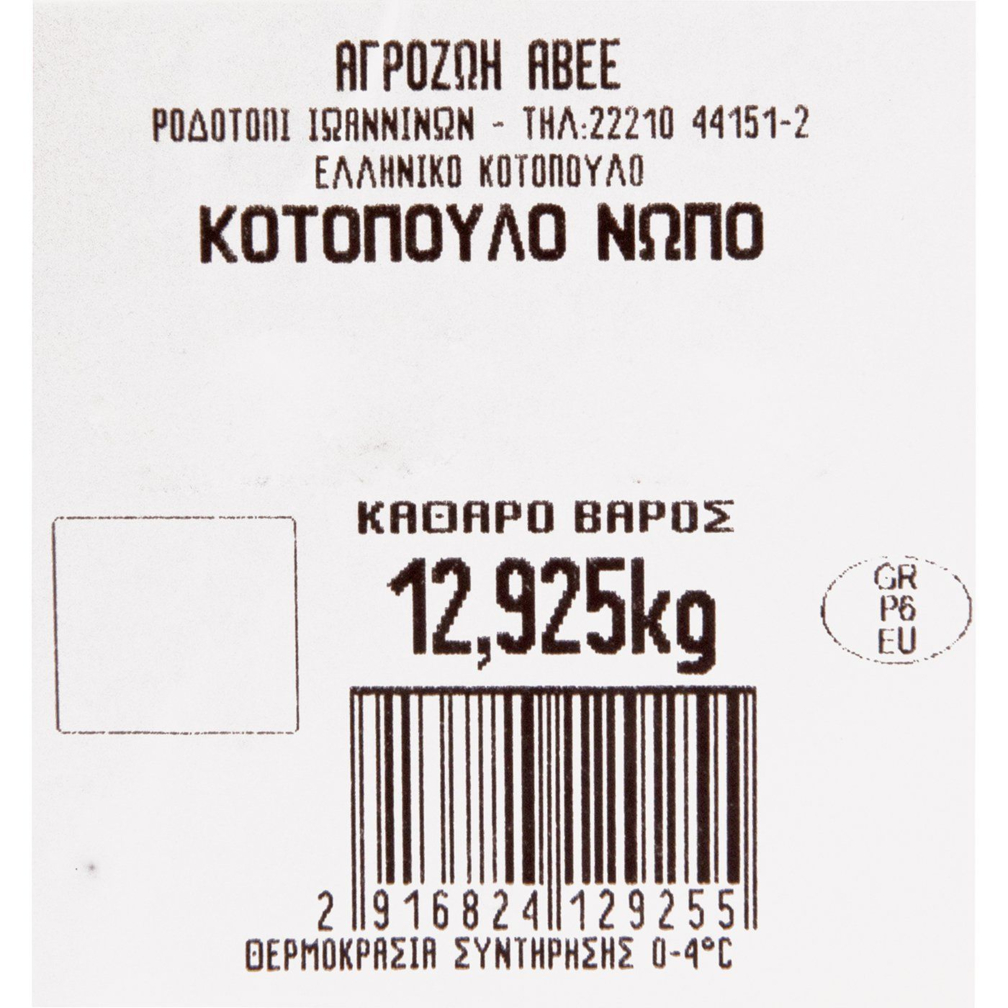 ΑΓΡΟΖΩΗ ΑΒΕΕ
ΡΟΔΟΤΟΠΙ ΙΩΑΝΝΙΝΩΝ - ΤΗΛ:22210 44151-2
ΕΛΛΗΝΙΚΟ ΚΟΤΟΠΟΥΛΟ
ΚΟΤΟΠΟΥΛΟ ΝΩΠΟ
ΚΑΘΑΡΟ ΒΑΡΟΣ
12,925kg
GR
P6
EU
2 916824 129255
ΘΕΡΜΟΚΡΑΣΙΑ ΣΥΝΤΗΡΗΣΗΣ 0-4°C